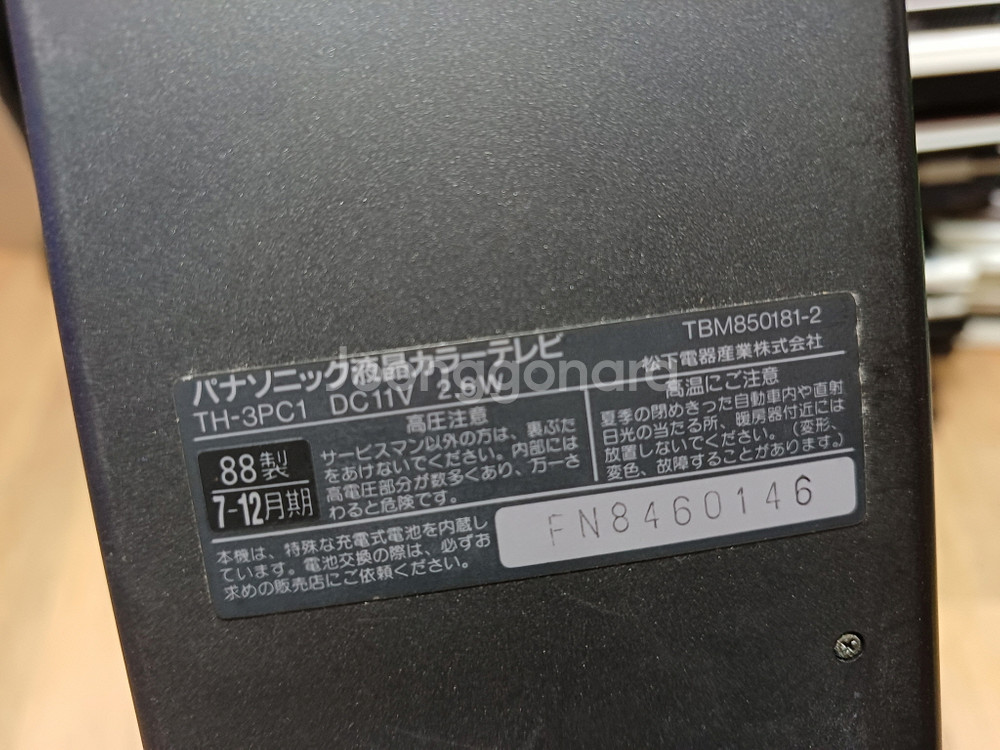 TBM850181-2
パナソニック液晶カラーテレビ 松下電器産業株式会社
TH-3PC1 DC11V 2.6W
高圧注意
サービスマン以外の方は、裏ぶた
をあけないでください。内部には
高電圧部分が数多くあり、万一さ
わると危険です。
高温にご注意
夏季の閉めきった自動車内や直射
日光の当たる所、暖房器付近には
放置しないでください。(変形、
変色、故障することがあります。)
88製
7-12月期
FN8460146
本機は、特殊な充電式電池を内蔵し
ています。電池交換の際は、必ずお
求めの販売店にご依頼ください。